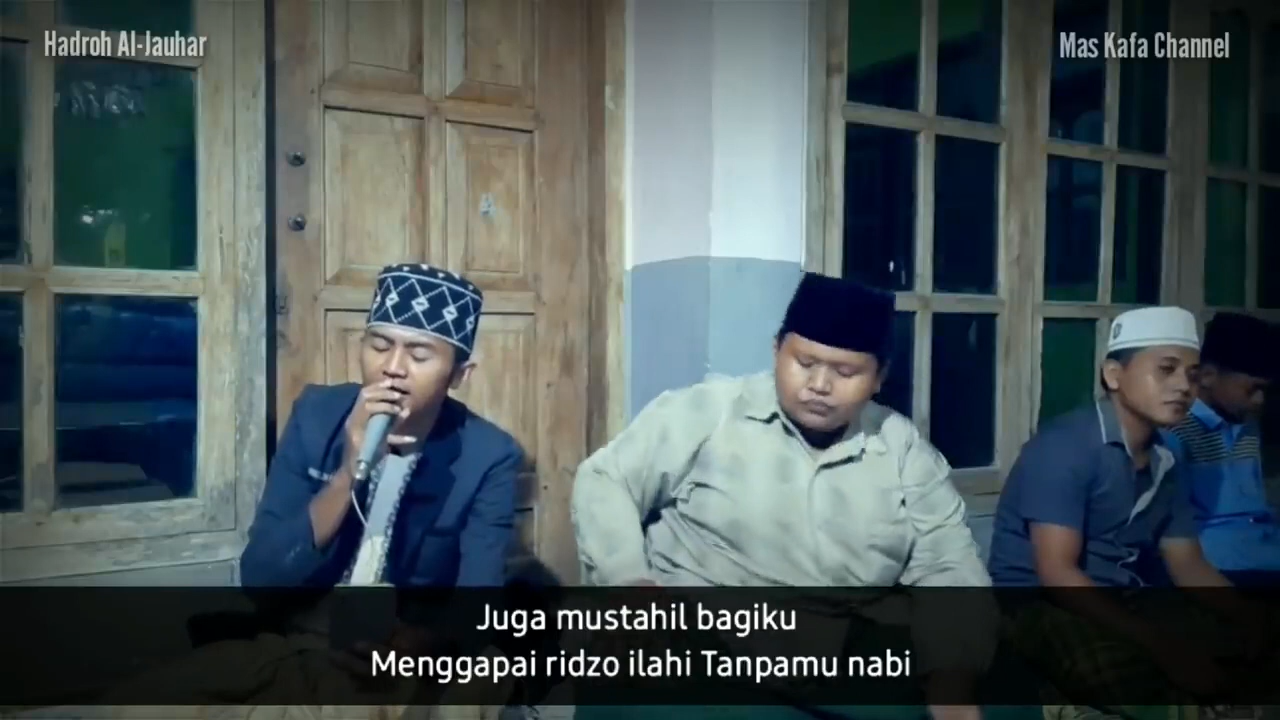 Hadroh Al-Jauhar
Mas Kafa Channel
Juga mustahil bagiku
Menggapai ridzo ilahi Tanpamu nabi